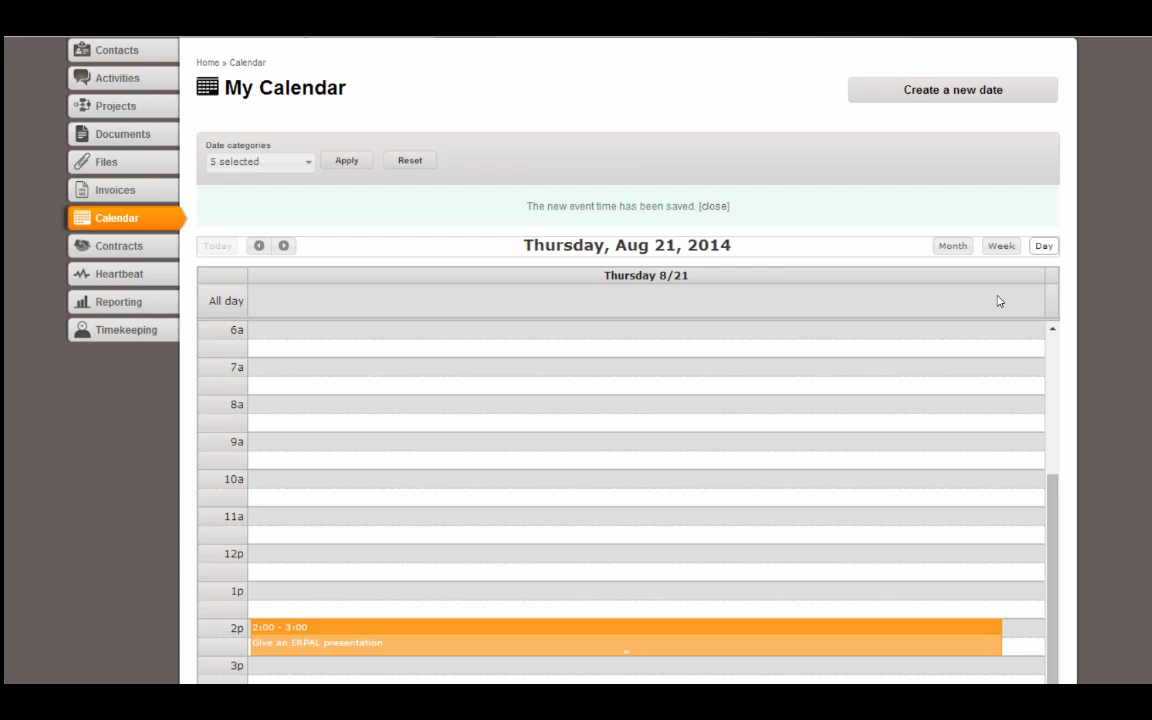 Contacts
Activities
Projects
Documents
Files
Invoices
Calendar
Contracts
Heartbeat
Reporting
Timekeeping
Home » Calendar
My Calendar
Create a new date
Date categories
5 selected
Apply
Reset
The new event time has been saved. [close]
Today
Thursday, Aug 21, 2014
Month
Week
Day
Thursday 8/21
All day
6a
7a
8a
9a
10a
11a
12p
1p
2p
2:00 - 3:00
Give an ERPAL presentation
3p